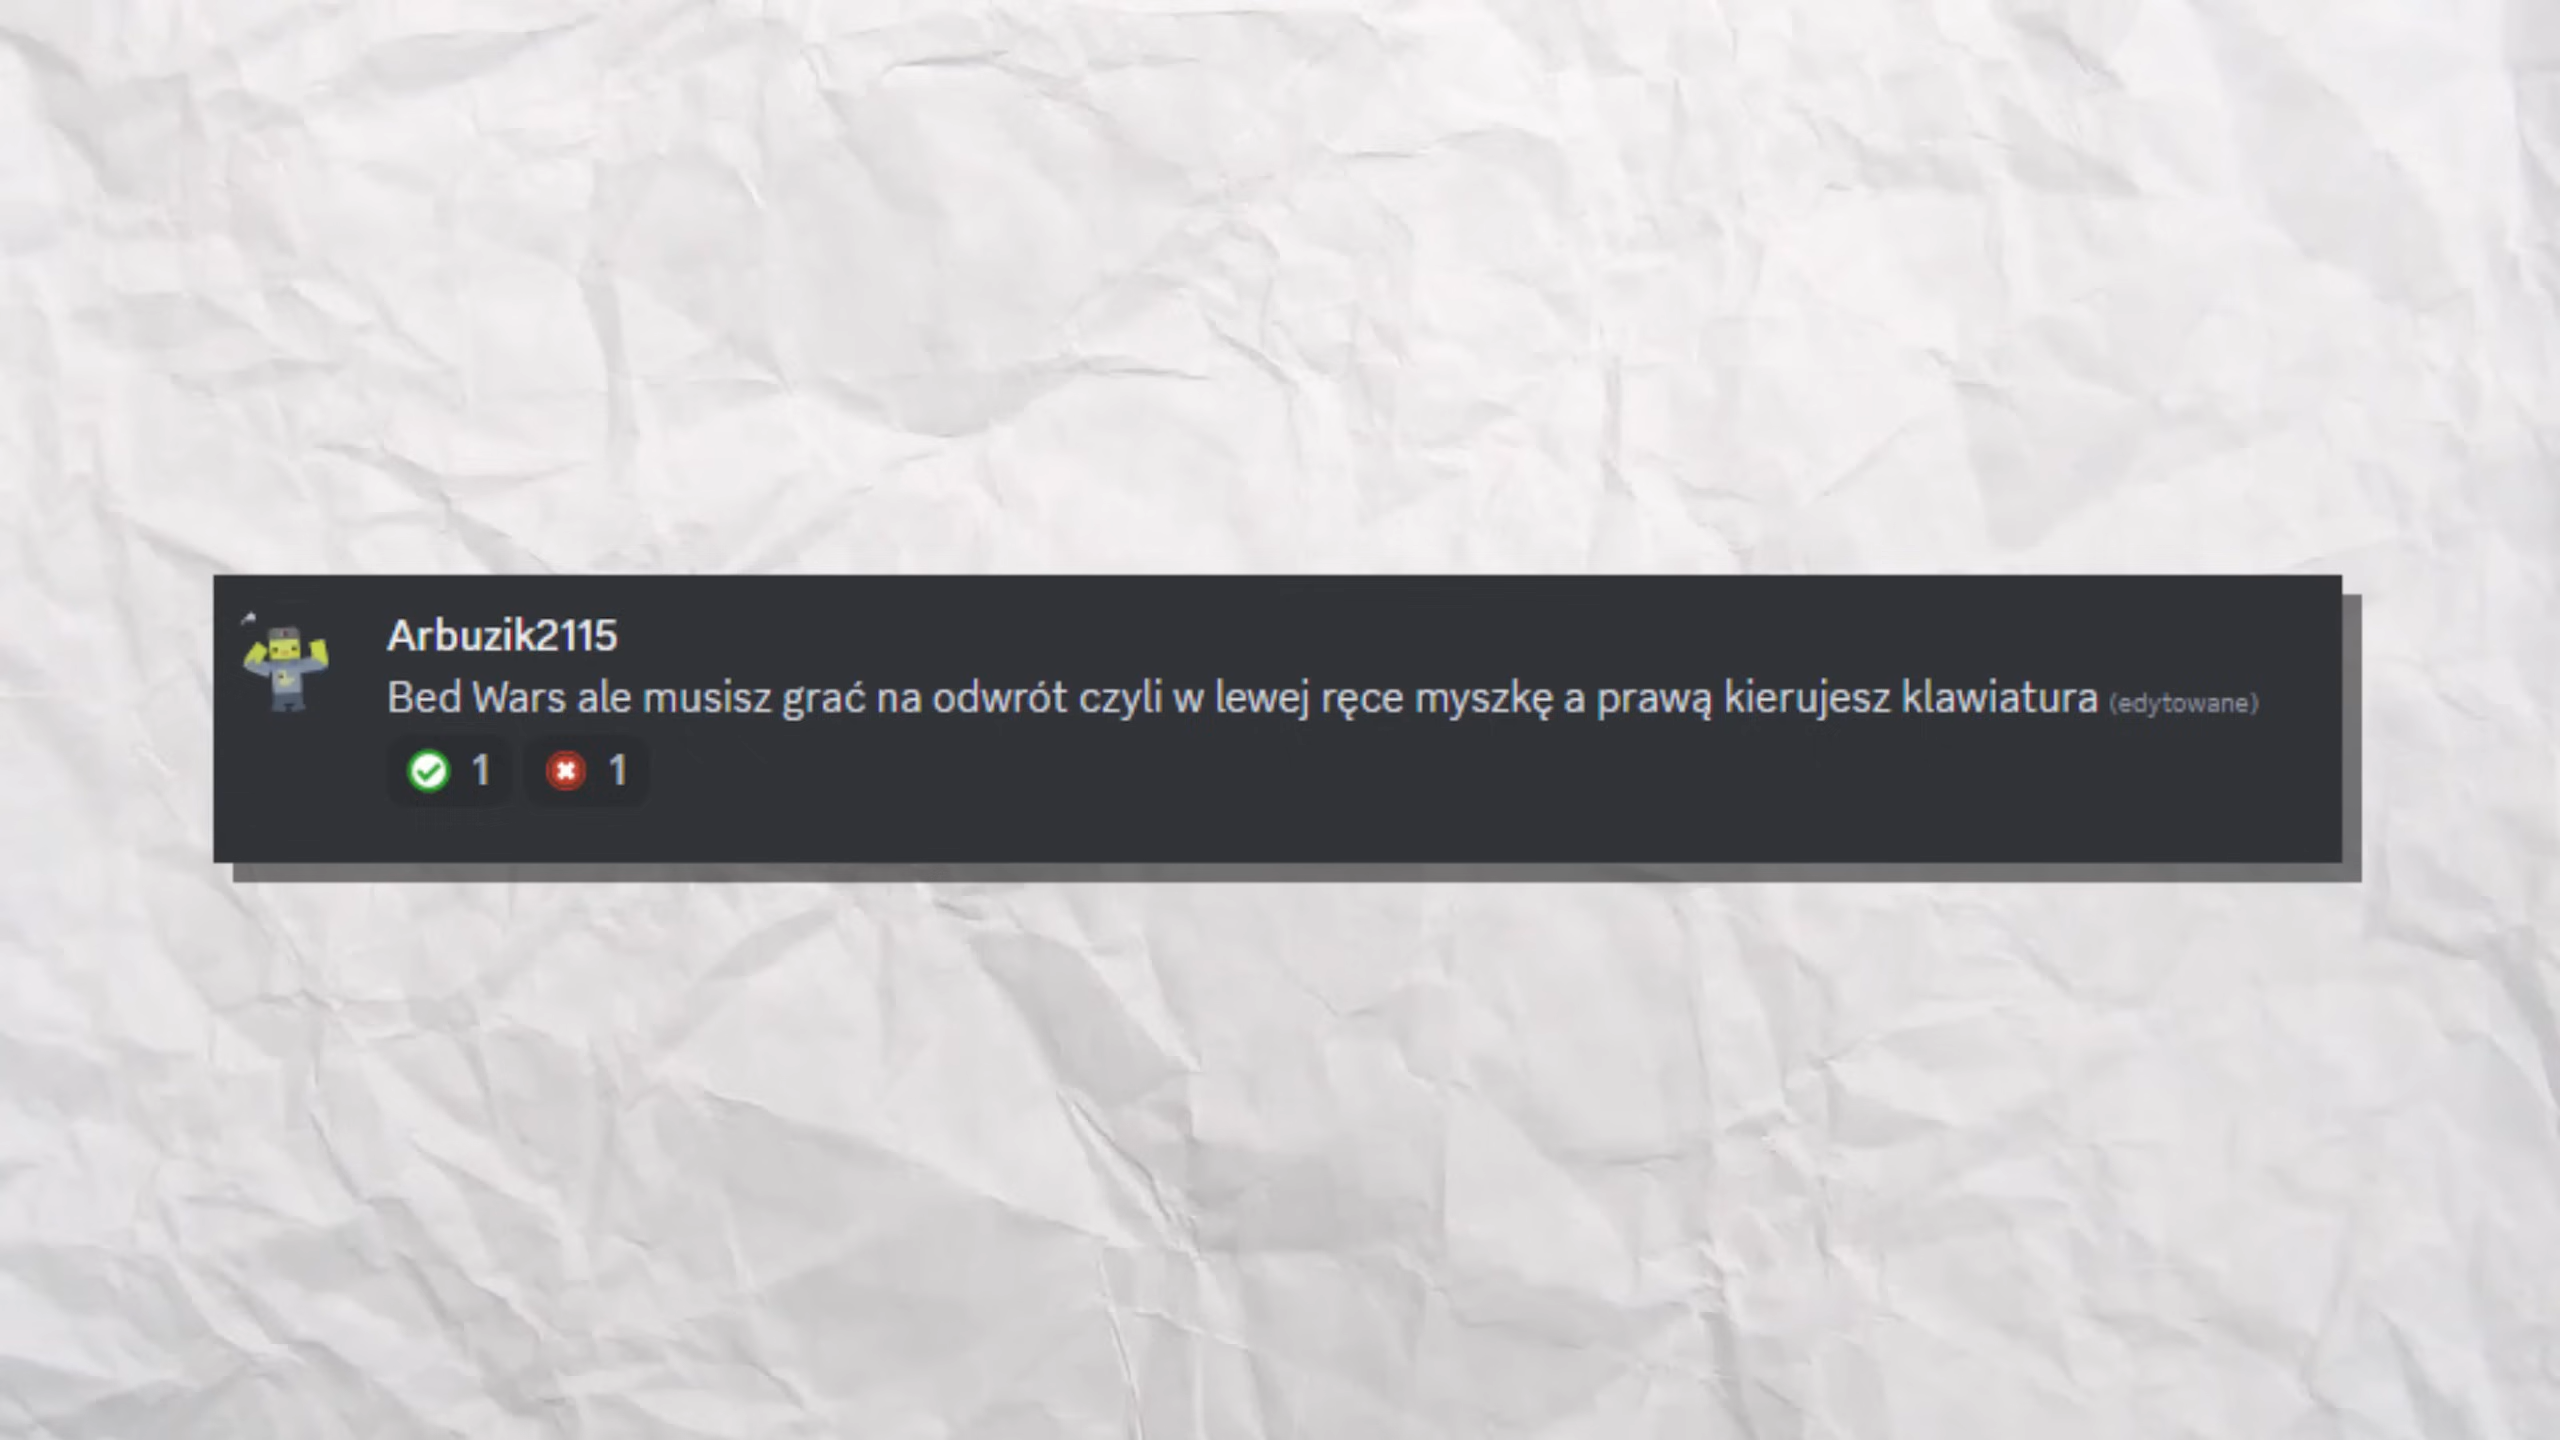 Arbuzik2115
Bed Wars ale musisz grać na odwrót czyli w lewej ręce myszkę a prawą kierujesz klawiatura (edytowane)
1 1